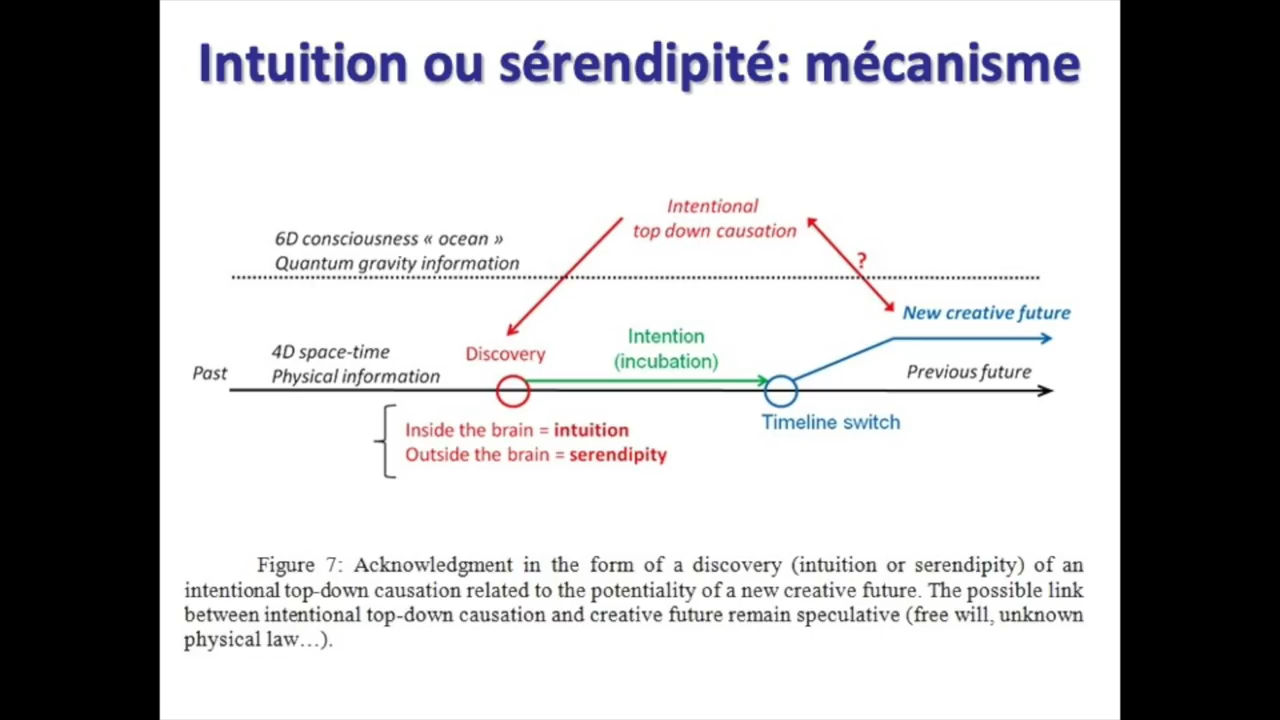 Intuition ou sérendipité: mécanisme
Intentional
top down causation
6D consciousness « ocean »
Quantum gravity information
?
New creative future
Intention
(incubation)
4D space-time
Physical information
Discovery
Past
Previous future
Timeline switch
Inside the brain = intuition
Outside the brain = serendipity
Figure 7: Acknowledgment in the form of a discovery (intuition or serendipity) of an
intentional top-down causation related to the potentiality of a new creative future. The possible link
between intentional top-down causation and creative future remain speculative (free will, unknown
physical law…).